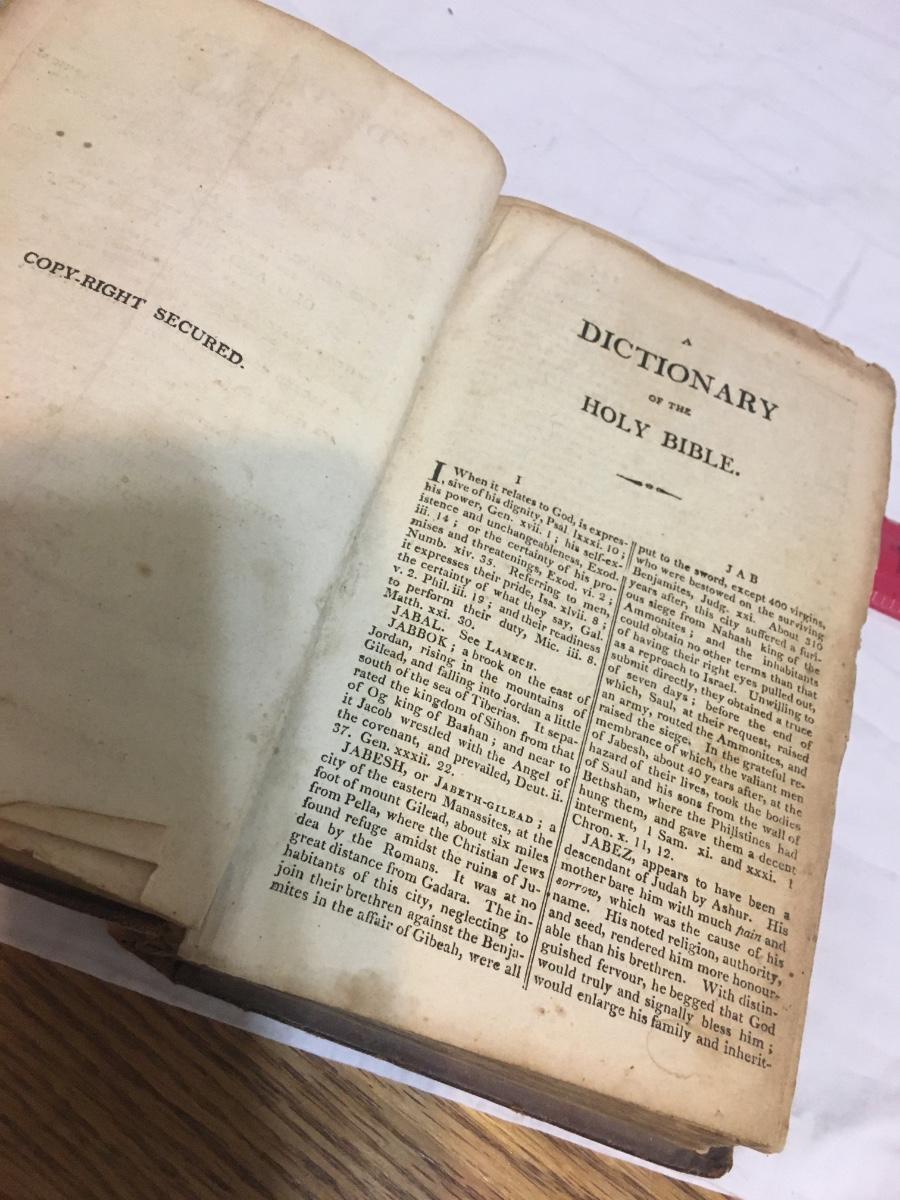 COPY-RIGHT SECURED.
A
DICTIONARY
OF THE
HOLY BIBLE.
I
I, When it relates to God, is expres-
sive of his dignity, Psal. lxxxi. 10;
his power, Gen. xvii. 1; his self-ex-
istence and unchangeableness, Exod.
iii. 14; or the certainty of his pro-
mises and threatenings, Exod. vi. 2;
Numb. xiv. 35. Referring to men,
it expresses their pride, Isa. xlvii. 8;
the certainty of what they say, Gal.
v. 2. Phil. iii. 19; and their readiness
to perform their duty, Mic. iii. 8.
Matth. xxi. 30.
JABAL. See LAMECH.
JABBOK; a brook on the east of
Jordan, rising in the mountains of
Gilead, and falling into Jordan a little
south of the sea of Tiberias. It sepa-
rated the kingdom of Sihon from that
of Og king of Bashan; and near to
it Jacob wrestled with the Angel of
the covenant, and prevailed, Deut. ii.
37. Gen. xxxii. 22.
JABESH, or JABETH-GILEAD; a
city of the eastern Manassites, at the
foot of mount Gilead, about six miles
from Pella, where the Christian Jews
found refuge amidst the ruins of Ju-
dea by the Romans. It was at no
great distance from Gadara. The in-
habitants of this city, neglecting to
join their brethren against the Benja-
mites in the affair of Gibeah, were all
JAB
put to the sword, except 400 virgins,
who were bestowed on the surviving
Benjamites, Judg. xxi. About 310
years after, this city suffered a furi-
ous siege from Nahash king of the
Ammonites; and the inhabitants
could obtain no other terms than that
of having their right eyes pulled out,
as a reproach to Israel. Unwilling to
submit directly, they obtained a truce
of seven days; before the end of
which, Saul, at their request, raised
an army, routed the Ammonites, and
raised the siege. In the grateful re-
membrance of which, the valiant men
of Jabesh, about 40 years after, at the
hazard of their lives, took the bodies
of Saul and his sons from the wall of
Bethshan, where the Philistines had
hung them, and gave them a decent
interment, 1 Sam. xi. and xxxi. 1
Chron. x. 11, 12.
JABEZ, appears to have been a
descendant of Judah by Ashur. His
mother bare him with much pain and
sorrow, which was the cause of his
name. His noted religion, authority,
and seed, rendered him more honour-
able than his brethren. With distin-
guished fervour, he begged that God
would truly and signally bless him;
would enlarge his family and inherit-